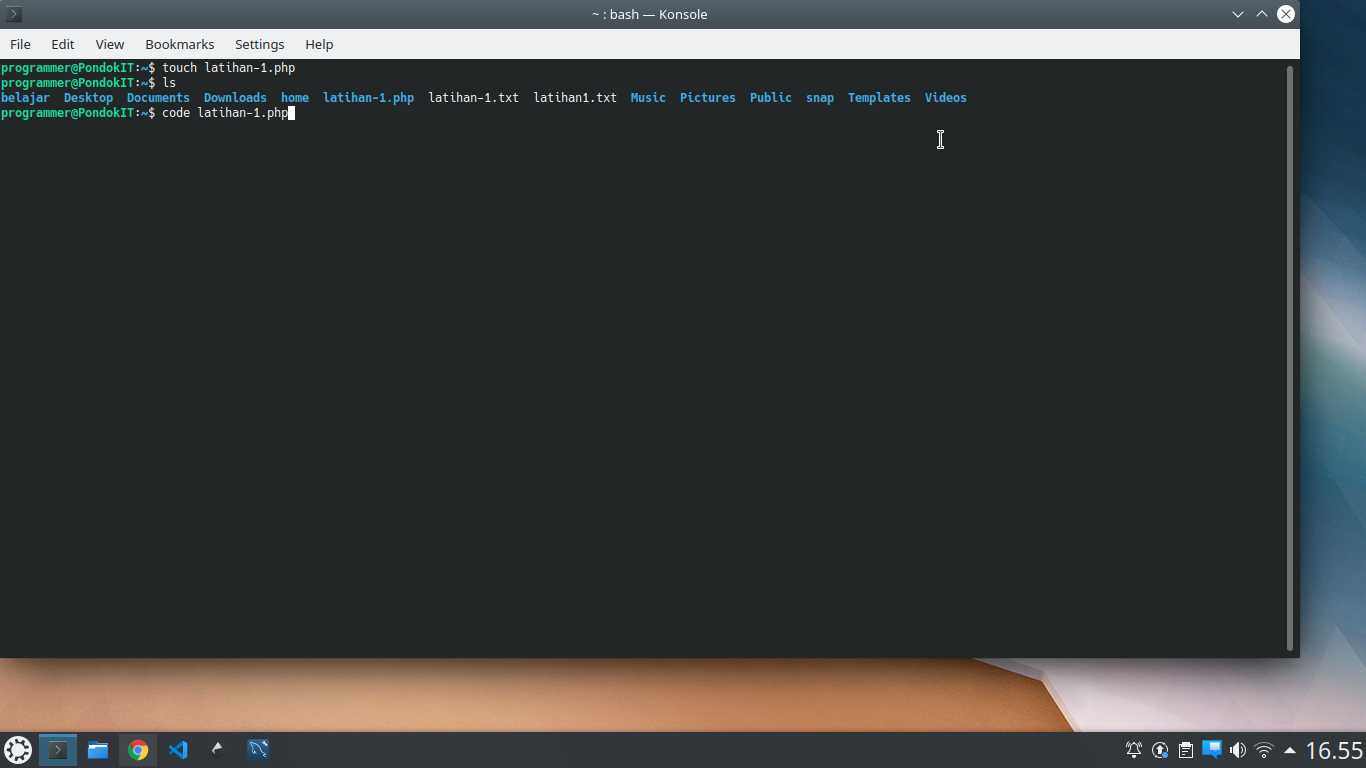 ~ : bash — Konsole
File Edit View Bookmarks Settings Help
programmer@PondokIT:~$ touch latihan-1.php
programmer@PondokIT:~$ ls
belajar Desktop Documents Downloads home latihan-1.php latihan-1.txt latihan1.txt Music Pictures Public snap Templates Videos
programmer@PondokIT:~$ code latihan-1.php
16.55